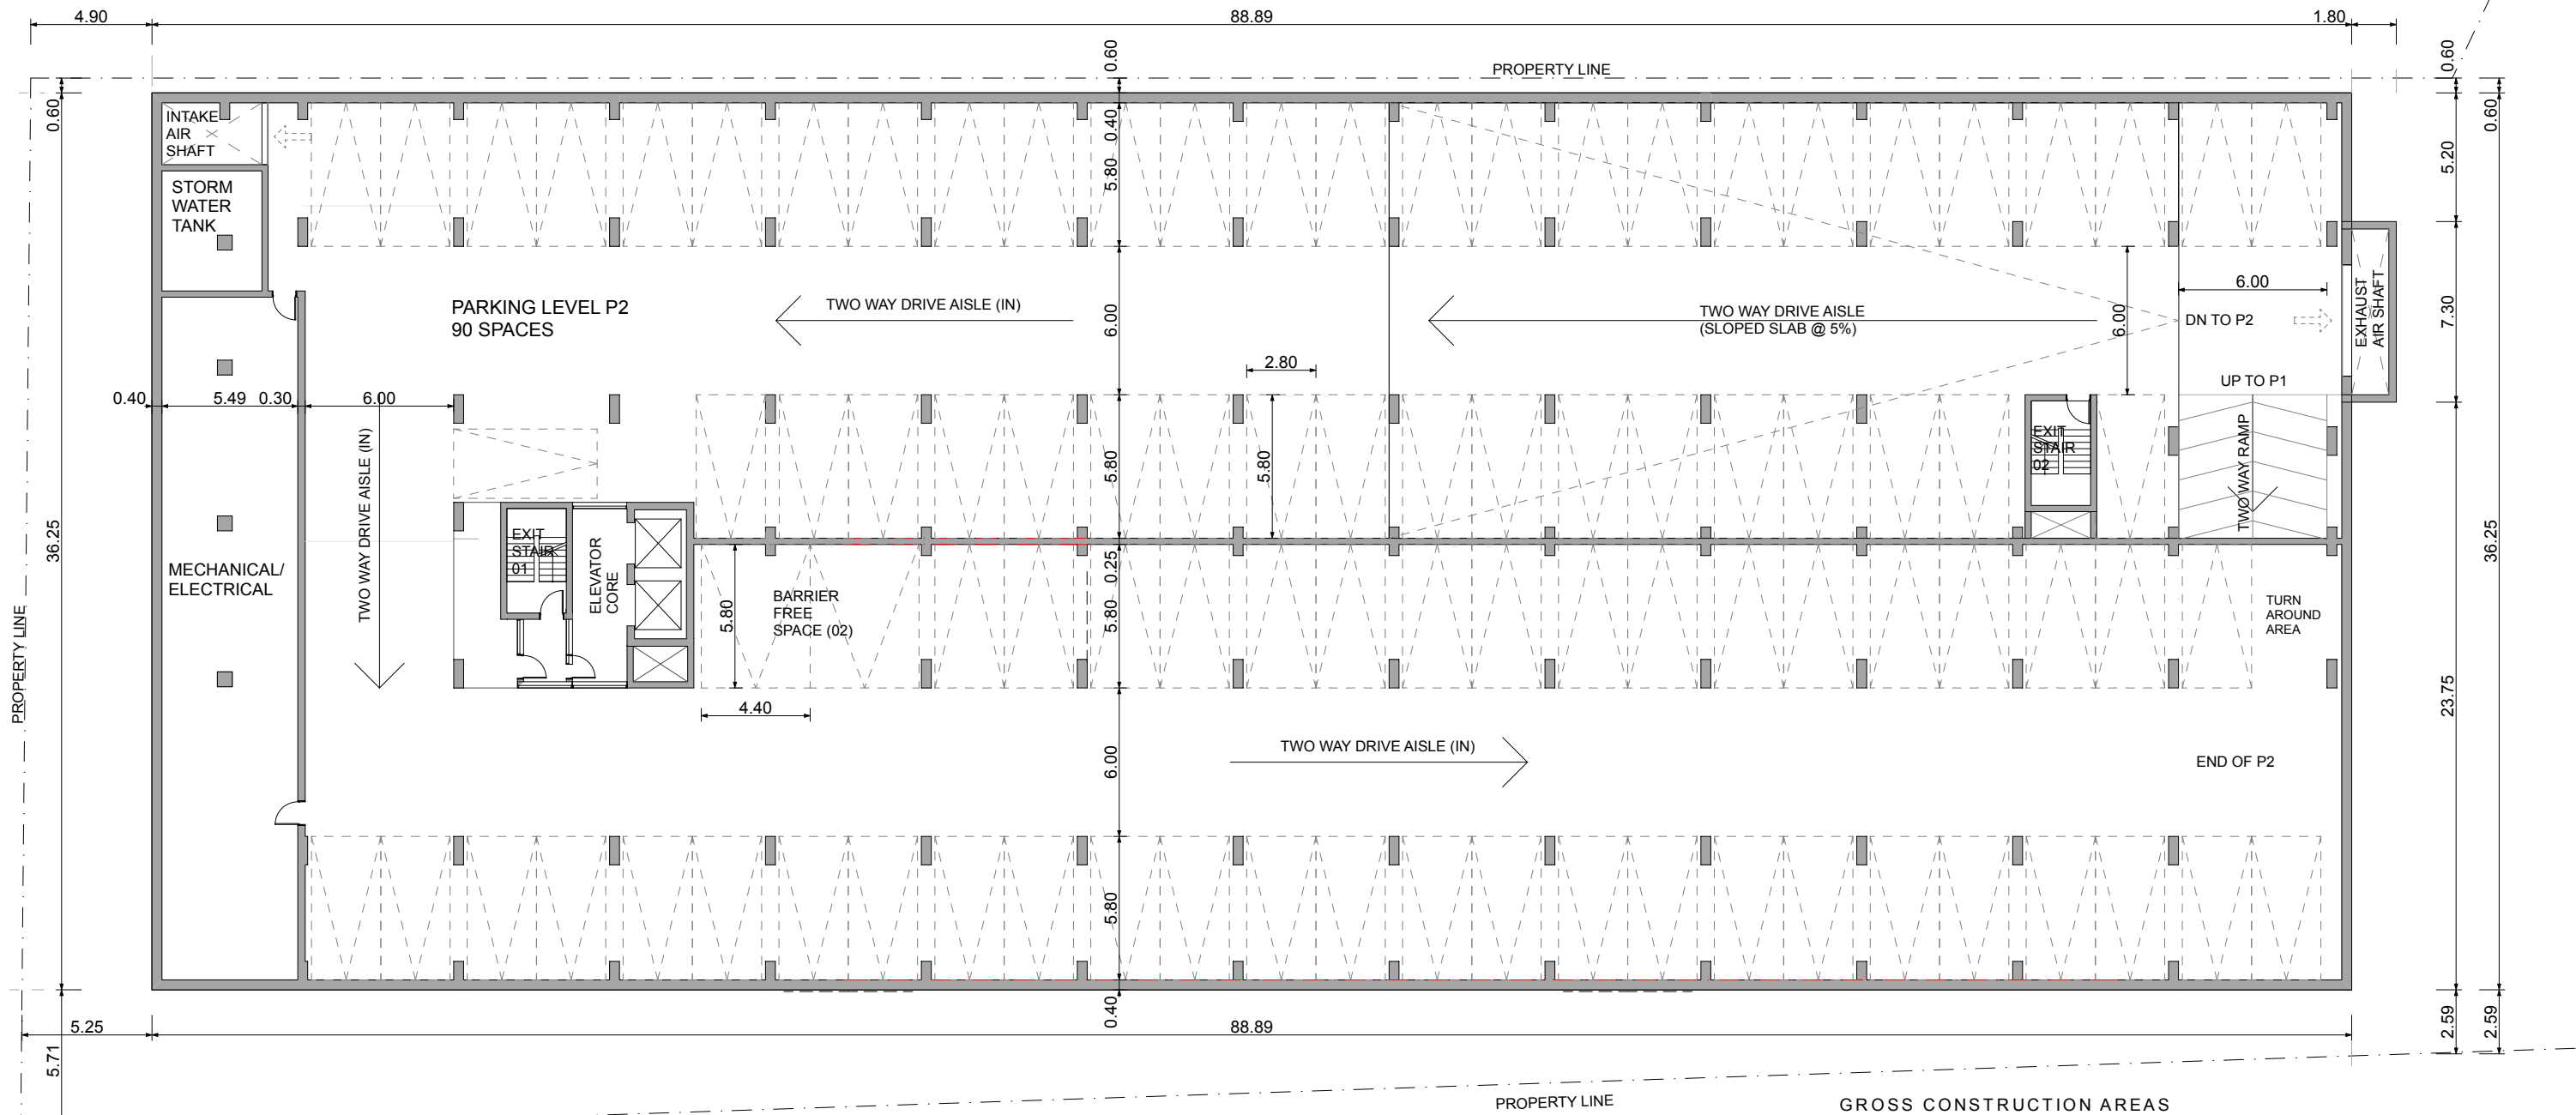 4.90
88.89
1.80
0.60
0.60
PROPERTY LINE
0.60
0.60
INTAKE
AIR
SHAFT
0.40
5.20
5.80
STORM
WATER
TANK
PARKING LEVEL P2
90 SPACES
TWO WAY DRIVE AISLE (IN)
6.00
TWO WAY DRIVE AISLE
(SLOPED SLAB @ 5%)
6.00
6.00
DN TO P2
EXHAUST
AIR SHAFT
7.30
2.80
UP TO P1
0.40
5.49
0.30
6.00
TWO WAY DRIVE AISLE (IN)
5.80
5.80
EXIT
STAIR
02
TWO WAY RAMP
36.25
36.25
EXIT
STAIR
01
ELEVATOR
CORE
MECHANICAL/
ELECTRICAL
0.25
5.80
BARRIER
FREE
SPACE (02)
5.80
TURN
AROUND
AREA
PROPERTY LINE
4.40
23.75
6.00
TWO WAY DRIVE AISLE (IN)
END OF P2
5.80
0.40
5.25
88.89
2.59
2.59
5.71
PROPERTY LINE
GROSS CONSTRUCTION AREAS